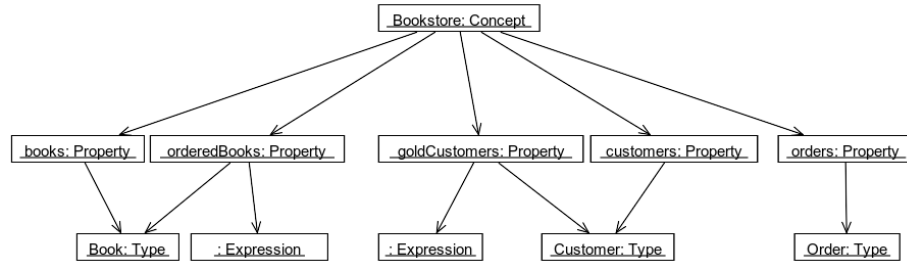 Bookstore: Concept
books: Property
orderedBooks: Property
goldCustomers: Property
customers: Property
orders: Property
Book: Type
: Expression
: Expression
Customer: Type
Order: Type